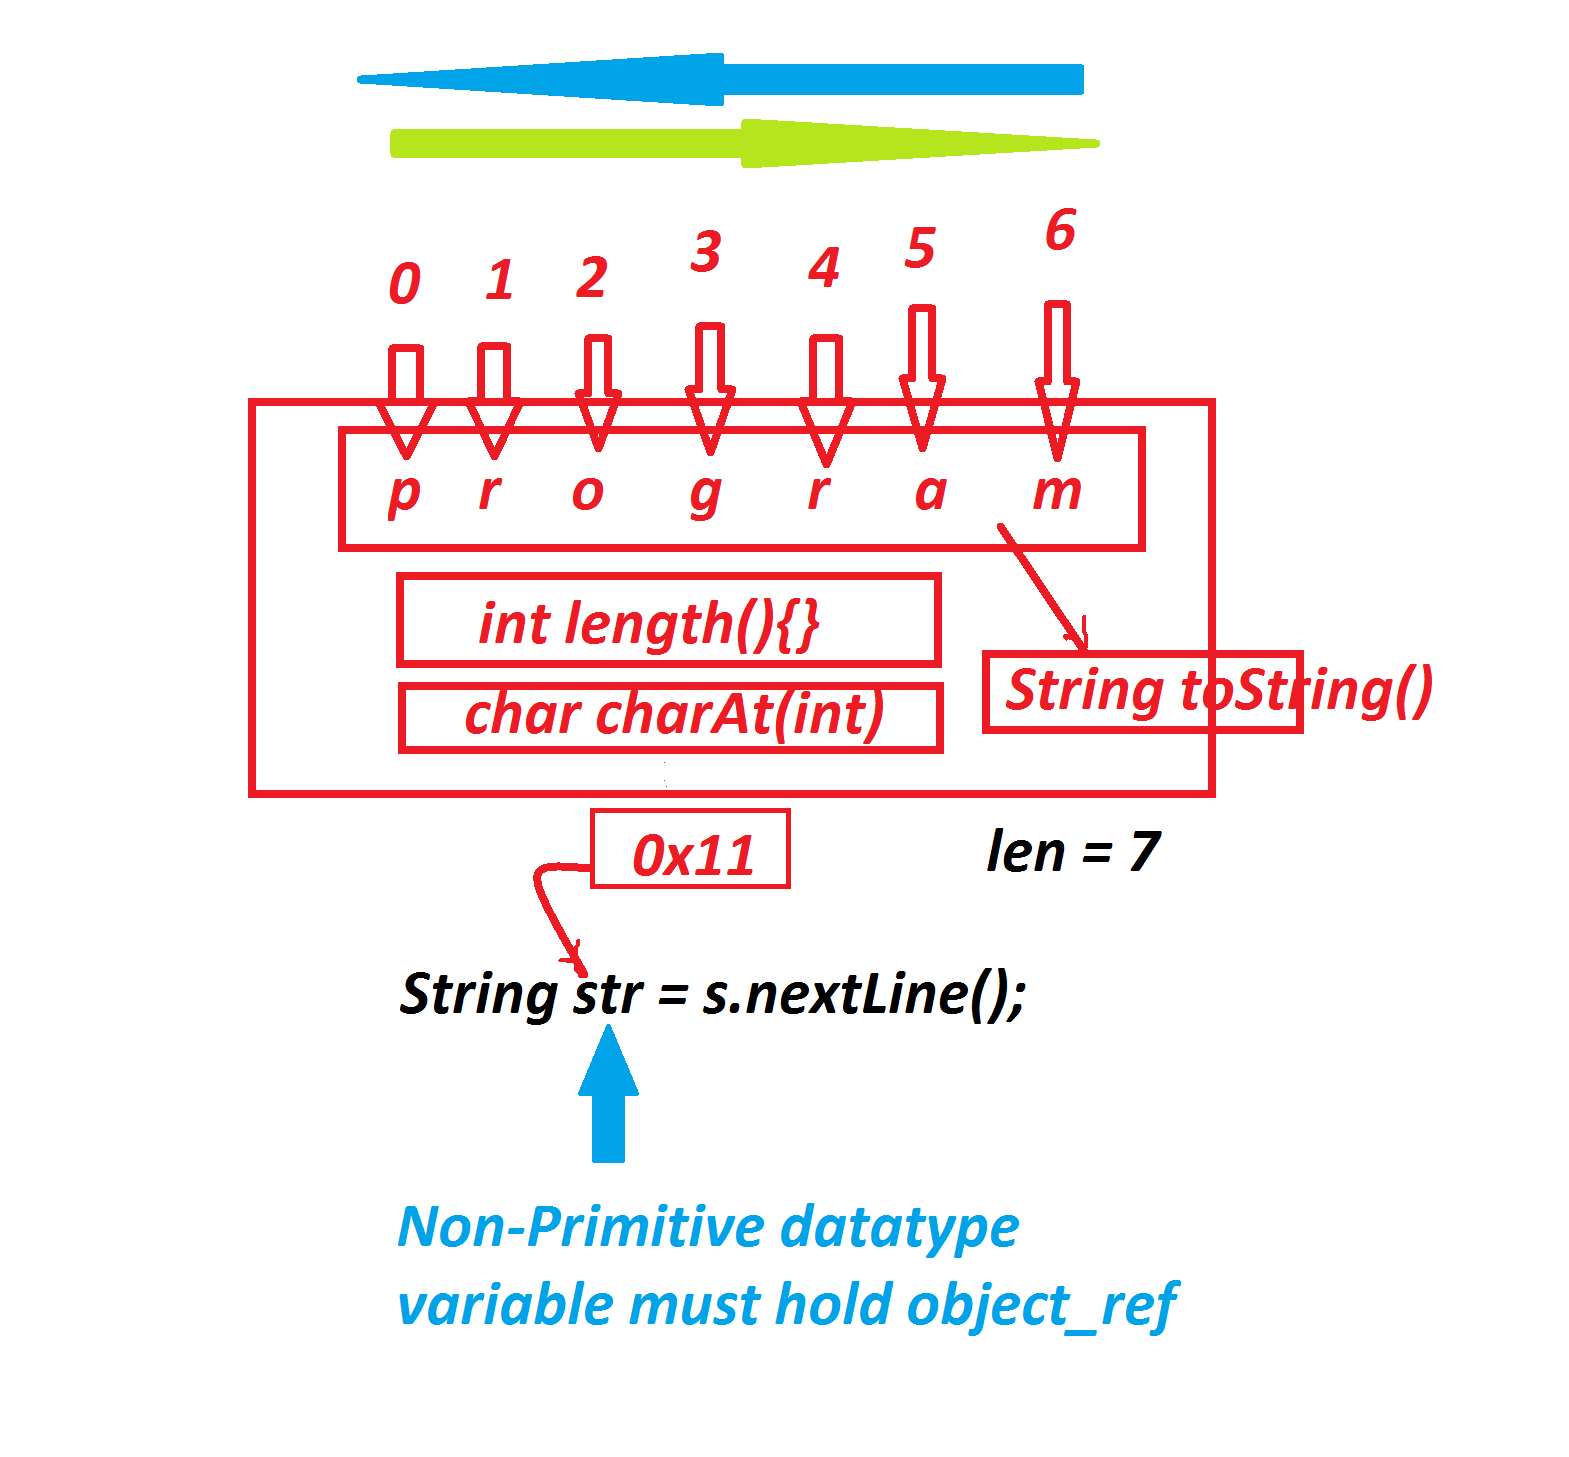 0 1 2 3 4 5 6
p r o g r a m
int length(){}
String toString()
char charAt(int)
0x11
len = 7
String str = s.nextLine();
Non-Primitive datatype
variable must hold object_ref